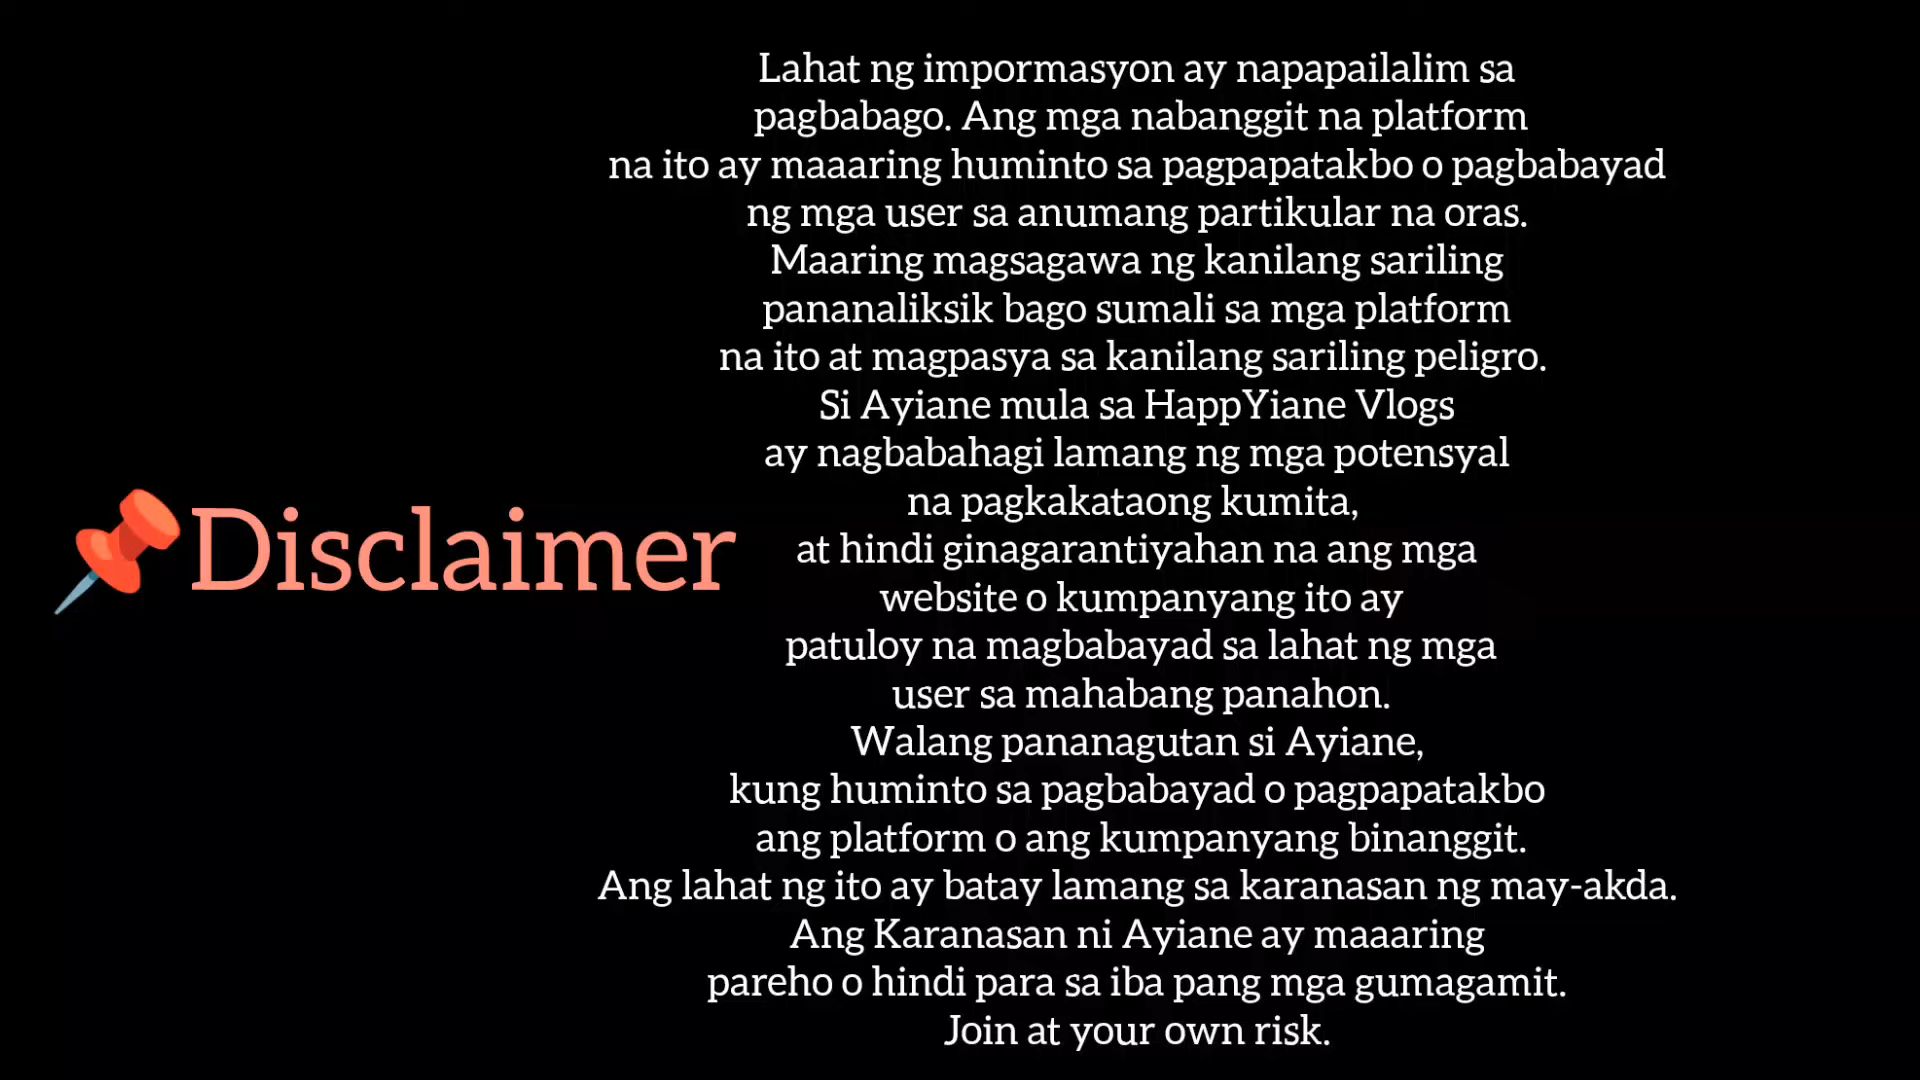 📌Disclaimer
Lahat ng impormasyon ay napapailalim sa
pagbabago. Ang mga nabanggit na platform
na ito ay maaaring huminto sa pagpapatakbo o pagbabayad
ng mga user sa anumang partikular na oras.
Maaring magsagawa ng kanilang sariling
pananaliksik bago sumali sa mga platform
na ito at magpasya sa kanilang sariling peligro.
Si Ayiane mula sa HappYiane Vlogs
ay nagbabahagi lamang ng mga potensyal
na pagkakataong kumita,
at hindi ginagarantiyahan na ang mga
website o kumpanyang ito ay
patuloy na magbabayad sa lahat ng mga
user sa mahabang panahon.
Walang pananagutan si Ayiane,
kung huminto sa pagbabayad o pagpapatakbo
ang platform o ang kumpanyang binanggit.
Ang lahat ng ito ay batay lamang sa karanasan ng may-akda.
Ang Karanasan ni Ayiane ay maaaring
pareho o hindi para sa iba pang mga gumagamit.
Join at your own risk.